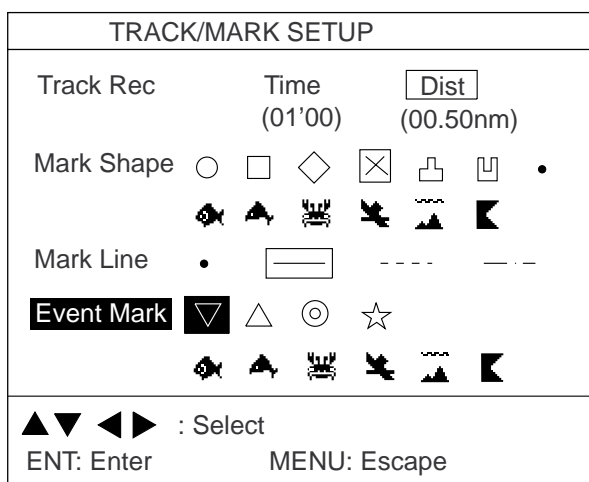 TRACK/MARK SETUP
Track Rec Time Dist
(01'00) (00.50nm)
Mark Shape
Mark Line
Event Mark
: Select
ENT: Enter MENU: Escape